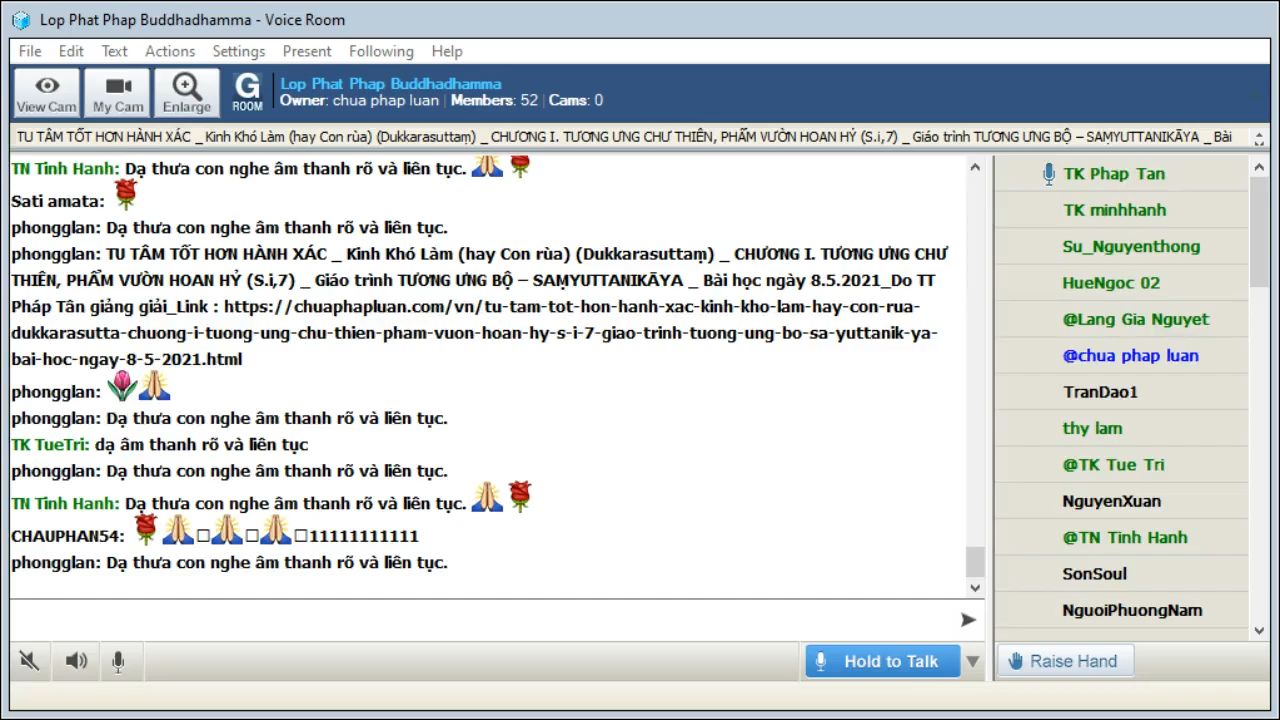 Lop Phat Phap Buddhadhamma - Voice Room
File Edit Text Actions Settings Present Following Help
View Cam My Cam Enlarge G ROOM
Lop Phat Phap Buddhadhamma
Owner: chua phap luan | Members: 52 | Cams: 0
TU TÂM TỐT HƠN HÀNH XÁC _ Kinh Khó Làm (hay Con rùa) (Dukkarasuttaṃ) _ CHƯƠNG I. TƯƠNG ƯNG CHƯ THIÊN, PHẨM VƯỜN HOAN HỶ (S.i,7) _ Giáo trình TƯƠNG ƯNG BỘ – SAṂYUTTANIKĀYA _ Bài
TN Tinh Hanh: Dạ thưa con nghe âm thanh rõ và liên tục.
Sati amata:
phongglan: Dạ thưa con nghe âm thanh rõ và liên tục.
phongglan: TU TÂM TỐT HƠN HÀNH XÁC _ Kinh Khó Làm (hay Con rùa) (Dukkarasuttaṃ) _ CHƯƠNG I. TƯƠNG ƯNG CHƯ
THIÊN, PHẨM VƯỜN HOAN HỶ (S.i,7) _ Giáo trình TƯƠNG ƯNG BỘ – SAṂYUTTANIKĀYA _ Bài học ngày 8.5.2021_Do TT
Pháp Tân giảng giải_Link : https://chuaphapluan.com/vn/tu-tam-tot-hon-hanh-xac-kinh-kho-lam-hay-con-rua-
dukkarasutta-chuong-i-tuong-ung-chu-thien-pham-vuon-hoan-hy-s-i-7-giao-trinh-tuong-ung-bo-sa-yuttanik-ya-
bai-hoc-ngay-8-5-2021.html
phongglan:
phongglan: Dạ thưa con nghe âm thanh rõ và liên tục.
TK TueTri: dạ âm thanh rõ và liên tục
phongglan: Dạ thưa con nghe âm thanh rõ và liên tục.
TN Tinh Hanh: Dạ thưa con nghe âm thanh rõ và liên tục.
CHAUPHAN54: 11111111111
phongglan: Dạ thưa con nghe âm thanh rõ và liên tục.
TK Phap Tan
TK minhhanh
Su_Nguyenthong
HueNgoc 02
@Lang Gia Nguyet
@chua phap luan
TranDao1
thy lam
@TK Tue Tri
NguyenXuan
@TN Tinh Hanh
SonSoul
NguoiPhuongNam
Hold to Talk
Raise Hand